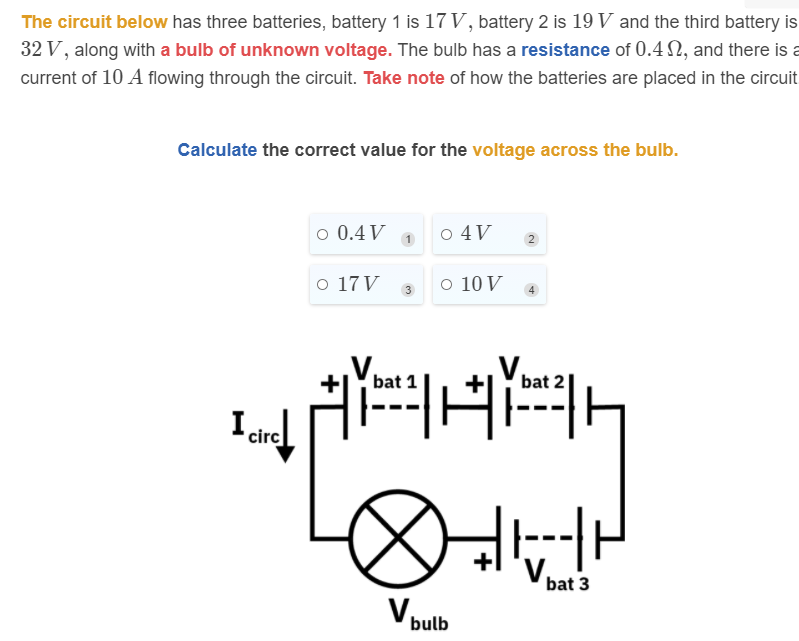 The circuit below has three batteries, battery 1 is 17 V, battery 2 is 19 V and the third battery is
32 V, along with a bulb of unknown voltage. The bulb has a resistance of 0.4 Ω, and there is a
current of 10 A flowing through the circuit. Take note of how the batteries are placed in the circuit
Calculate the correct value for the voltage across the bulb.
0.4 V 1 4 V 2
17 V 3 10 V 4
+ V bat 1 + V bat 2
I circ
+ V bat 3
V bulb